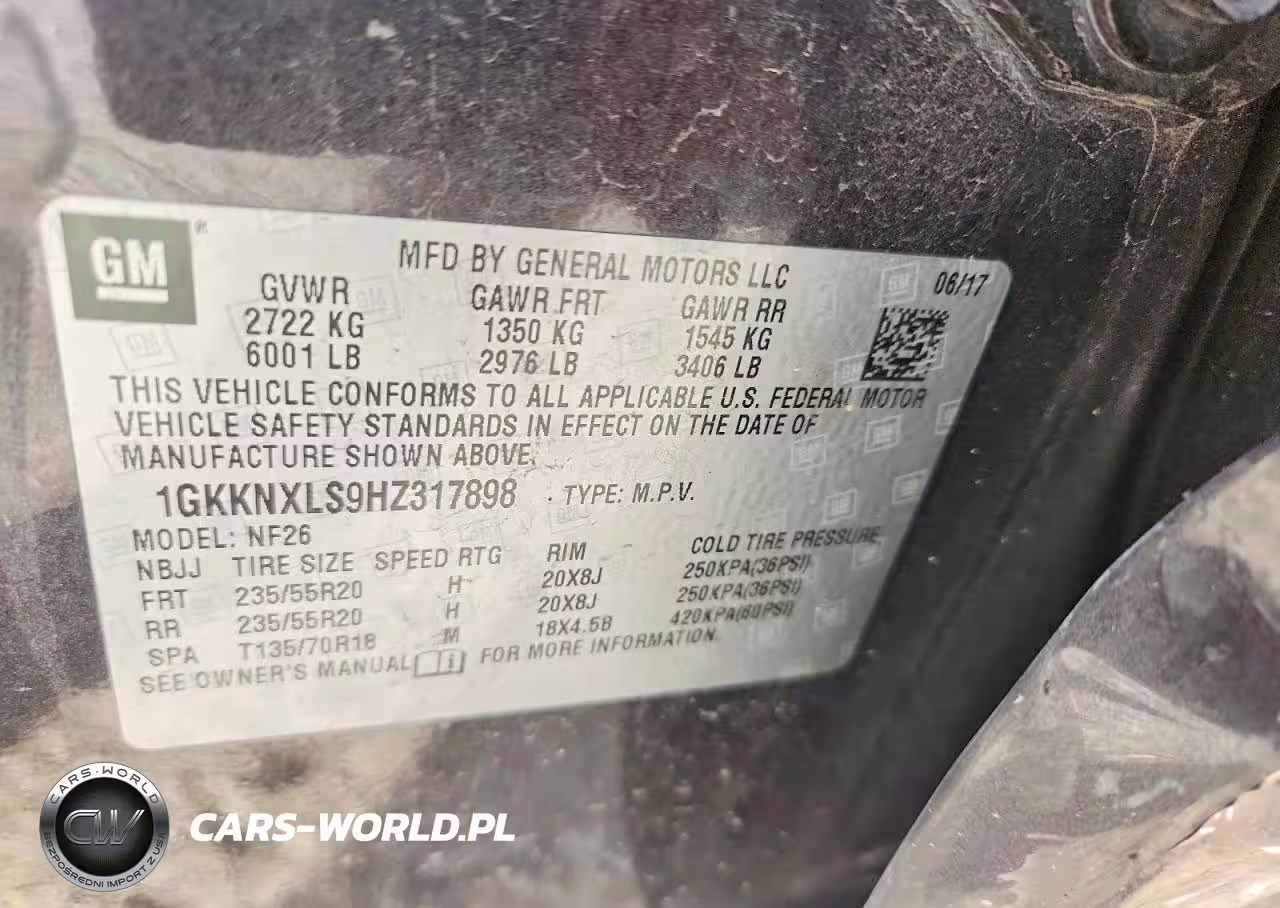 GM
MFD BY GENERAL MOTORS LLC
06/17
GVWR GAWR FRT GAWR RR
2722 KG 1350 KG 1545 KG
6001 LB 2976 LB 3406 LB
THIS VEHICLE CONFORMS TO ALL APPLICABLE U.S. FEDERAL MOTOR
VEHICLE SAFETY STANDARDS IN EFFECT ON THE DATE OF
MANUFACTURE SHOWN ABOVE.
1GKKNXLS9HZ317898 TYPE: M.P.V.
MODEL: NF26
NBJJ TIRE SIZE SPEED RTG RIM COLD TIRE PRESSURE
FRT 235/55R20 H 20X8J 250KPA(36PSI)
RR 235/55R20 H 20X8J 250KPA(36PSI)
SPA T135/70R18 M 18X4.5B 420KPA(60PSI)
SEE OWNER'S MANUAL FOR MORE INFORMATION.
CARS-WORLD
CW
BEZPOŚREDNI IMPORT Z USA
CARS-WORLD.PL